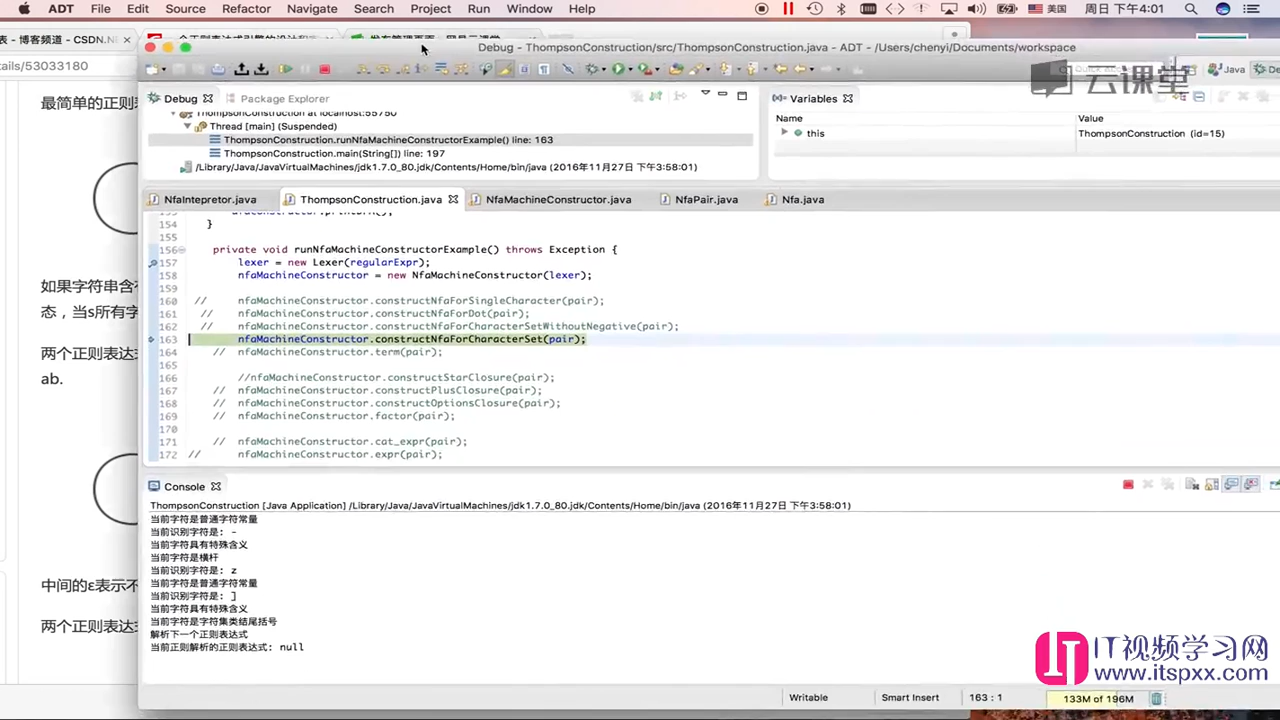 ADT File Edit Source Refactor Navigate Search Project Run Window Help 美国 周日下午4:01
表 - 博客频道 - CSDN.N
Debug - ThompsonConstruction/src/ThompsonConstruction.java - ADT - /Users/chenyi/Documents/workspace
etails/53033180
Java De
云课堂
最简单的正则
Debug Package Explorer
Variables
ThompsonConstruction at localhost:55750
Name Value
Thread [main] (Suspended)
this ThompsonConstruction (id=15)
ThompsonConstruction.runNfaMachineConstructorExample() line: 163
ThompsonConstruction.main(String[]) line: 197
/Library/Java/JavaVirtualMachines/jdk1.7.0_80.jdk/Contents/Home/bin/java (2016年11月27日 下午3:58:01)
NfaIntepretor.java ThompsonConstruction.java NfaMachineConstructor.java NfaPair.java Nfa.java
154 }
155
156 private void runNfaMachineConstructorExample() throws Exception {
157 lexer = new Lexer(regularExpr);
158 nfaMachineConstructor = new NfaMachineConstructor(lexer);
159
160 // nfaMachineConstructor.constructNfaForSingleCharacter(pair);
161 // nfaMachineConstructor.constructNfaForDot(pair);
162 // nfaMachineConstructor.constructNfaForCharacterSetWithoutNegative(pair);
163 nfaMachineConstructor.constructNfaForCharacterSet(pair);
164 // nfaMachineConstructor.term(pair);
165
166 //nfaMachineConstructor.constructStarClosure(pair);
167 // nfaMachineConstructor.constructPlusClosure(pair);
168 // nfaMachineConstructor.constructOptionsClosure(pair);
169 // nfaMachineConstructor.factor(pair);
170
171 // nfaMachineConstructor.cat_expr(pair);
172 // nfaMachineConstructor.expr(pair);
如果字符串含
态，当s所有字
两个正则表达
ab.
中间的ε表示不
两个正则表达
Console
ThompsonConstruction [Java Application] /Library/Java/JavaVirtualMachines/jdk1.7.0_80.jdk/Contents/Home/bin/java (2016年11月27日 下午3:58:01)
当前字符是普通字符常量
当前识别字符是: -
当前字符具有特殊含义
当前字符是横杆
当前识别字符是: z
当前字符是普通字符常量
当前识别字符是: ]
当前字符具有特殊含义
当前字符是字符集类结尾括号
解析下一个正则表达式
当前正则解析的正则表达式: null
Writable Smart Insert 163 : 1 133M of 196M
IT视频学习网
www.itspxx.com